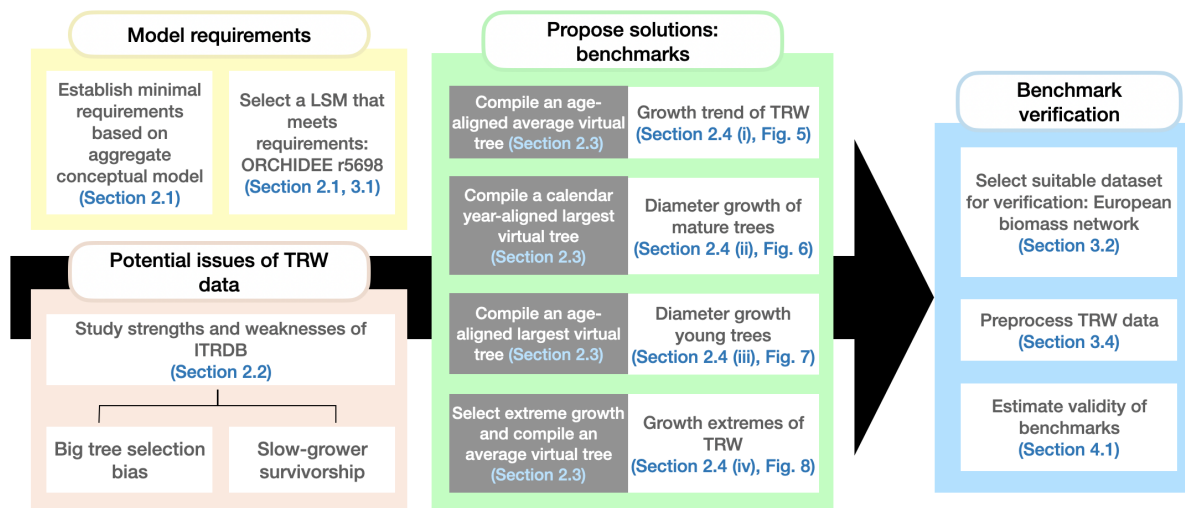 Model requirements
Establish minimal
requirements
based on
aggregate
conceptual model
(Section 2.1)
Select a LSM that
meets
requirements:
ORCHIDEE r5698
(Section 2.1, 3.1)
Potential issues of TRW
data
Study strengths and weaknesses of
ITRDB
(Section 2.2)
Big tree selection
bias
Slow-grower
survivorship
Propose solutions:
benchmarks
Compile an age-
aligned average virtual
tree (Section 2.3)
Growth trend of TRW
(Section 2.4 (i), Fig. 5)
Compile a calendar
year-aligned largest
virtual tree
(Section 2.3)
Diameter growth of
mature trees
(Section 2.4 (ii), Fig. 6)
Compile an age-
aligned largest virtual
tree (Section 2.3)
Diameter growth
young trees
(Section 2.4 (iii), Fig. 7)
Select extreme growth
and compile an
average virtual tree
(Section 2.3)
Growth extremes of
TRW
(Section 2.4 (iv), Fig. 8)
Benchmark
verification
Select suitable dataset
for verification: European
biomass network
(Section 3.2)
Preprocess TRW data
(Section 3.4)
Estimate validity of
benchmarks
(Section 4.1)